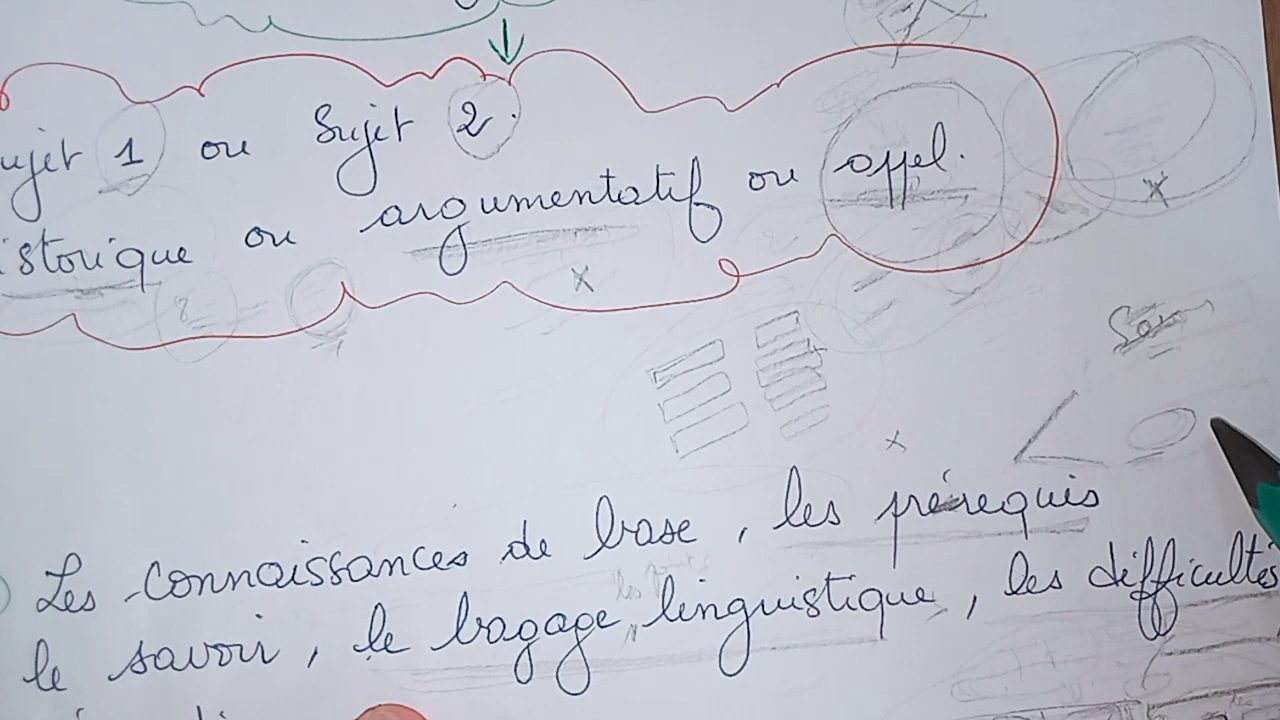 ujet 1 ou Sujet 2.
istorique ou argumentatif ou appel.
Les connaissances de base, les prérequis
le savoir, le bagage linguistique, les difficultés